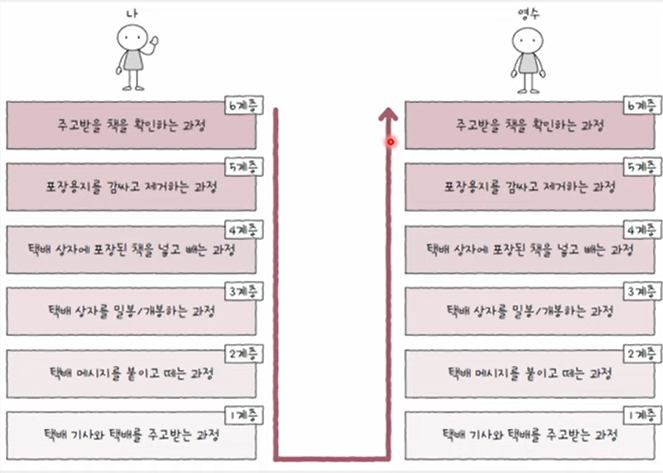 나
영수
6계층
주고받을 책을 확인하는 과정
5계층
포장용지를 감싸고 제거하는 과정
4계층
택배 상자에 포장된 책을 넣고 빼는 과정
3계층
택배 상자를 밀봉/개봉하는 과정
2계층
택배 메시지를 붙이고 떼는 과정
1계층
택배 기사와 택배를 주고받는 과정
6계층
주고받을 책을 확인하는 과정
5계층
포장용지를 감싸고 제거하는 과정
4계층
택배 상자에 포장된 책을 넣고 빼는 과정
3계층
택배 상자를 밀봉/개봉하는 과정
2계층
택배 메시지를 붙이고 떼는 과정
1계층
택배 기사와 택배를 주고받는 과정